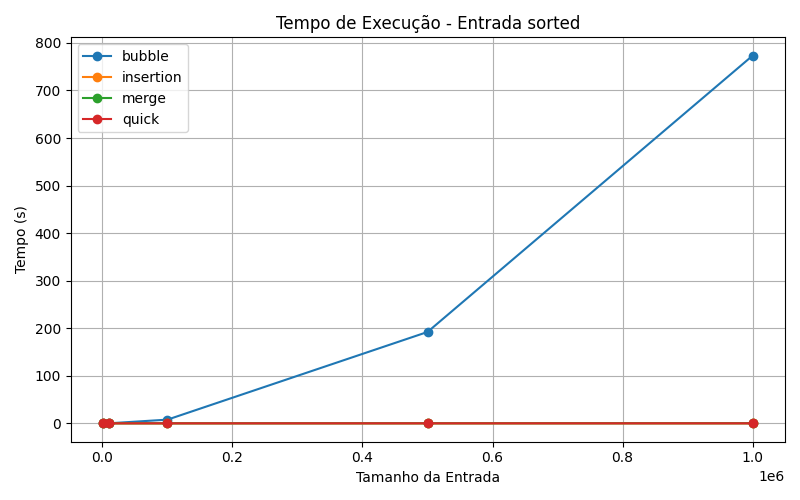 Tempo de Execução - Entrada sorted
bubble
insertion
merge
quick
Tempo (s)
800
700
600
500
400
300
200
100
0
0.0 0.2 0.4 0.6 0.8 1.0
1e6
Tamanho da Entrada